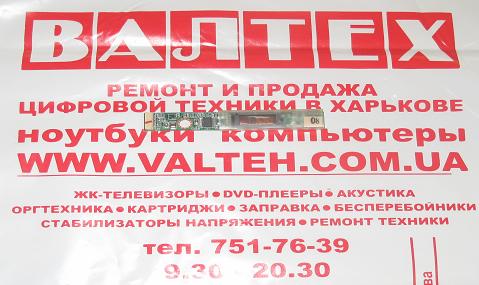 ВАЛТЕХ
РЕМОНТ И ПРОДАЖА
ЦИФРОВОЙ ТЕХНИКИ В ХАРЬКОВЕ
ноутбуки компьютеры
WWW.VALTEH.COM.UA
ЖК-ТЕЛЕВИЗОРЫ ● DVD-ПЛЕЕРЫ ● АКУСТИКА
ОРГТЕХНИКА ● КАРТРИДЖИ ● ЗАПРАВКА ● БЕСПЕРЕБОЙНИКИ
СТАБИЛИЗАТОРЫ НАПРЯЖЕНИЯ ● РЕМОНТ ТЕХНИКИ
тел. 751-76-39
9.30 - 20.30